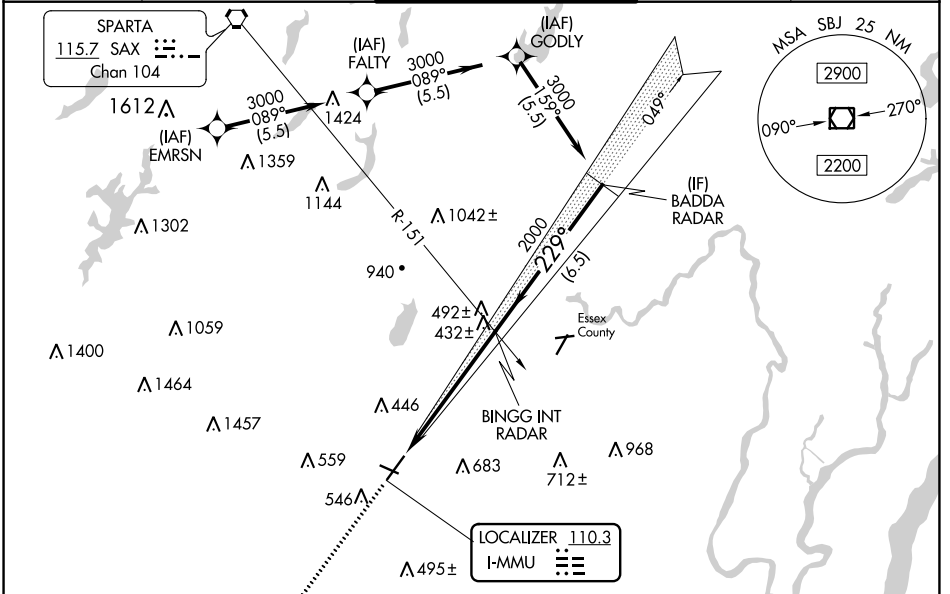 SPARTA
115.7 SAX
Chan 104
(IAF)
GODLY
(IAF)
FALTY
3000
089°
(5.5)
3000
159°
(5.5)
049°
MSA SBJ 25 NM
2900
090°
270°
2200
1612
3000
089°
(5.5)
1424
(IAF)
EMRSN
1359
1144
1302
1042±
R-151
2000
229°
(6.5)
(IF)
BADDA
RADAR
940
492±
432±
Essex
County
1059
1400
1464
446
1457
BINGG INT
RADAR
559
683
968
712±
546
LOCALIZER 110.3
I-MMU
495±